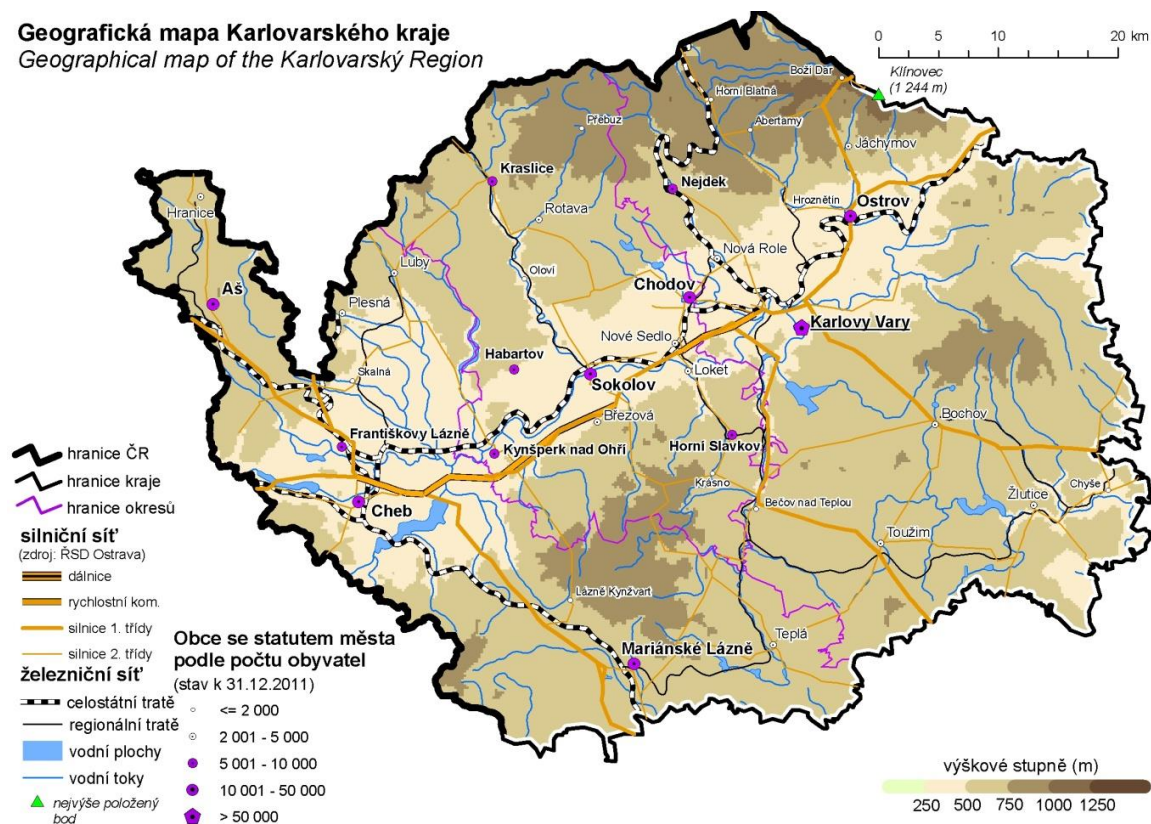 Geografická mapa Karlovarského kraje
Geographical map of the Karlovarský Region
0 5 10 20 km
Klínovec
(1 244 m)
Boží Dar
Horní Blatná
Abertamy
Přebuz
Jáchymov
Kraslice
Nejdek
Hroznětín
Ostrov
Hranice
Rotava
Nová Role
Luby
Oloví
Aš
Plesná
Chodov
Karlovy Vary
Nové Sedlo
Habartov
Skalná
Loket
Sokolov
Březová
Bochov
Františkovy Lázně
Kynšperk nad Ohří
Horní Slavkov
Krásno
Chyše
Žlutice
Cheb
Bečov nad Teplou
Toužim
Lázně Kynžvart
Teplá
Mariánské Lázně
hranice ČR
hranice kraje
hranice okresů
silniční síť
(zdroj: ŘSD Ostrava)
dálnice
rychlostní kom.
silnice 1. třídy
silnice 2. třídy
železniční síť
celostátní tratě
regionální tratě
vodní plochy
vodní toky
nejvýše položený
bod
Obce se statutem města
podle počtu obyvatel
(stav k 31.12.2011)
<= 2 000
2 001 - 5 000
5 001 - 10 000
10 001 - 50 000
> 50 000
výškové stupně (m)
250 500 750 1000 1250